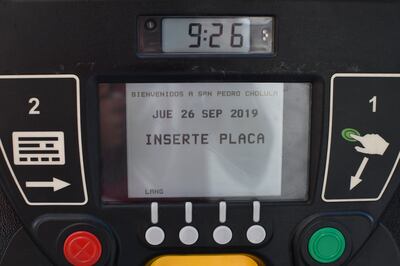 9:26
BIENVENIDOS A SAN PEDRO CHOLULA
JUE 26 SEP 2019
INSERTE PLACA
LANG
2
1